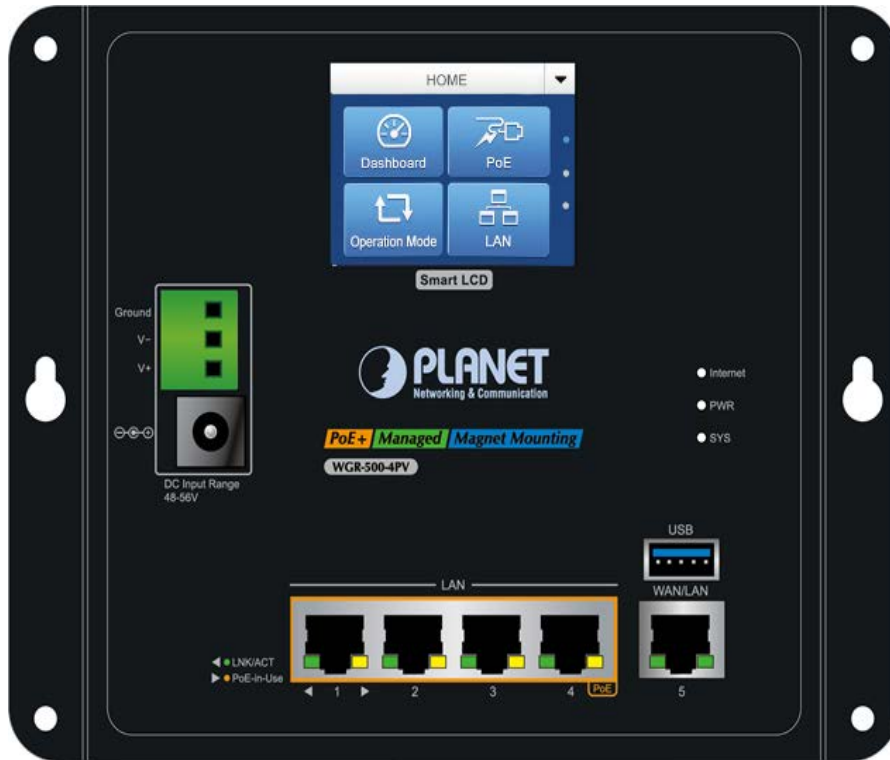 HOME
Dashboard
PoE
Operation Mode
LAN
Smart LCD
Ground
V−
V+
DC Input Range
48-56V
PLANET
Networking & Communication
PoE+ Managed Magnet Mounting
WGR-500-4PV
Internet
PWR
SYS
USB
WAN/LAN
LAN
LNK/ACT
PoE-in-Use
1 2 3 4 PoE 5